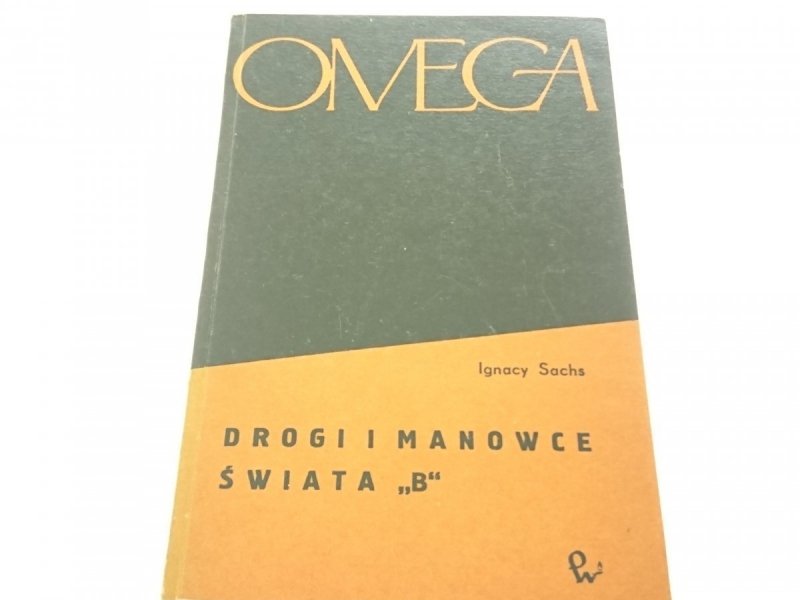 OMEGA
Ignacy Sachs
DROGI I MANOWCE
ŚWIATA „B“